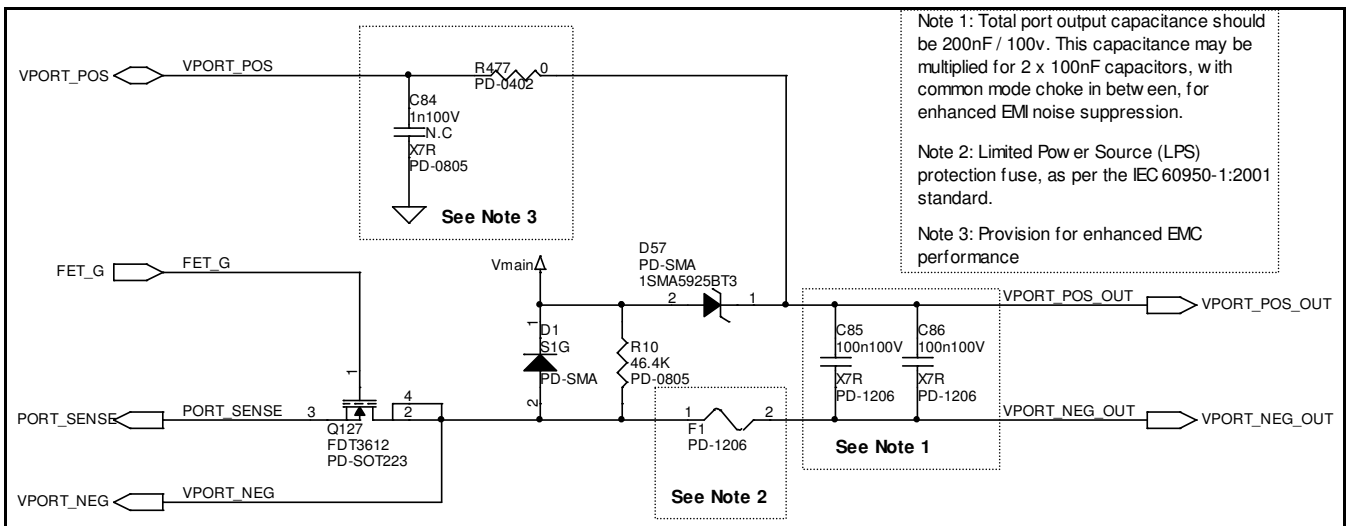 Note 1: Total port output capacitance should
be 200nF / 100v. This capacitance may be
multiplied for 2 x 100nF capacitors, with
common mode choke in between, for
enhanced EMI noise suppression.
Note 2: Limited Power Source (LPS)
protection fuse, as per the IEC 60950-1:2001
standard.
Note 3: Provision for enhanced EMC
performance
VPORT_POS
VPORT_POS
R477
0
PD-0402
C84
1n100V
N.C
X7R
PD-0805
See Note 3
FET_G
FET_G
Vmain
D57
PD-SMA
1SMA5925BT3
2
1
VPORT_POS_OUT
VPORT_POS_OUT
1
D1
S1G
PD-SMA
2
R10
46.4K
PD-0805
C85
100n100V
X7R
PD-1206
C86
100n100V
X7R
PD-1206
1
PORT_SENSE
PORT_SENSE
3
4
2
Q127
FDT3612
PD-SOT223
1
2
F1
PD-1206
VPORT_NEG_OUT
VPORT_NEG_OUT
See Note 1
See Note 2
VPORT_NEG
VPORT_NEG